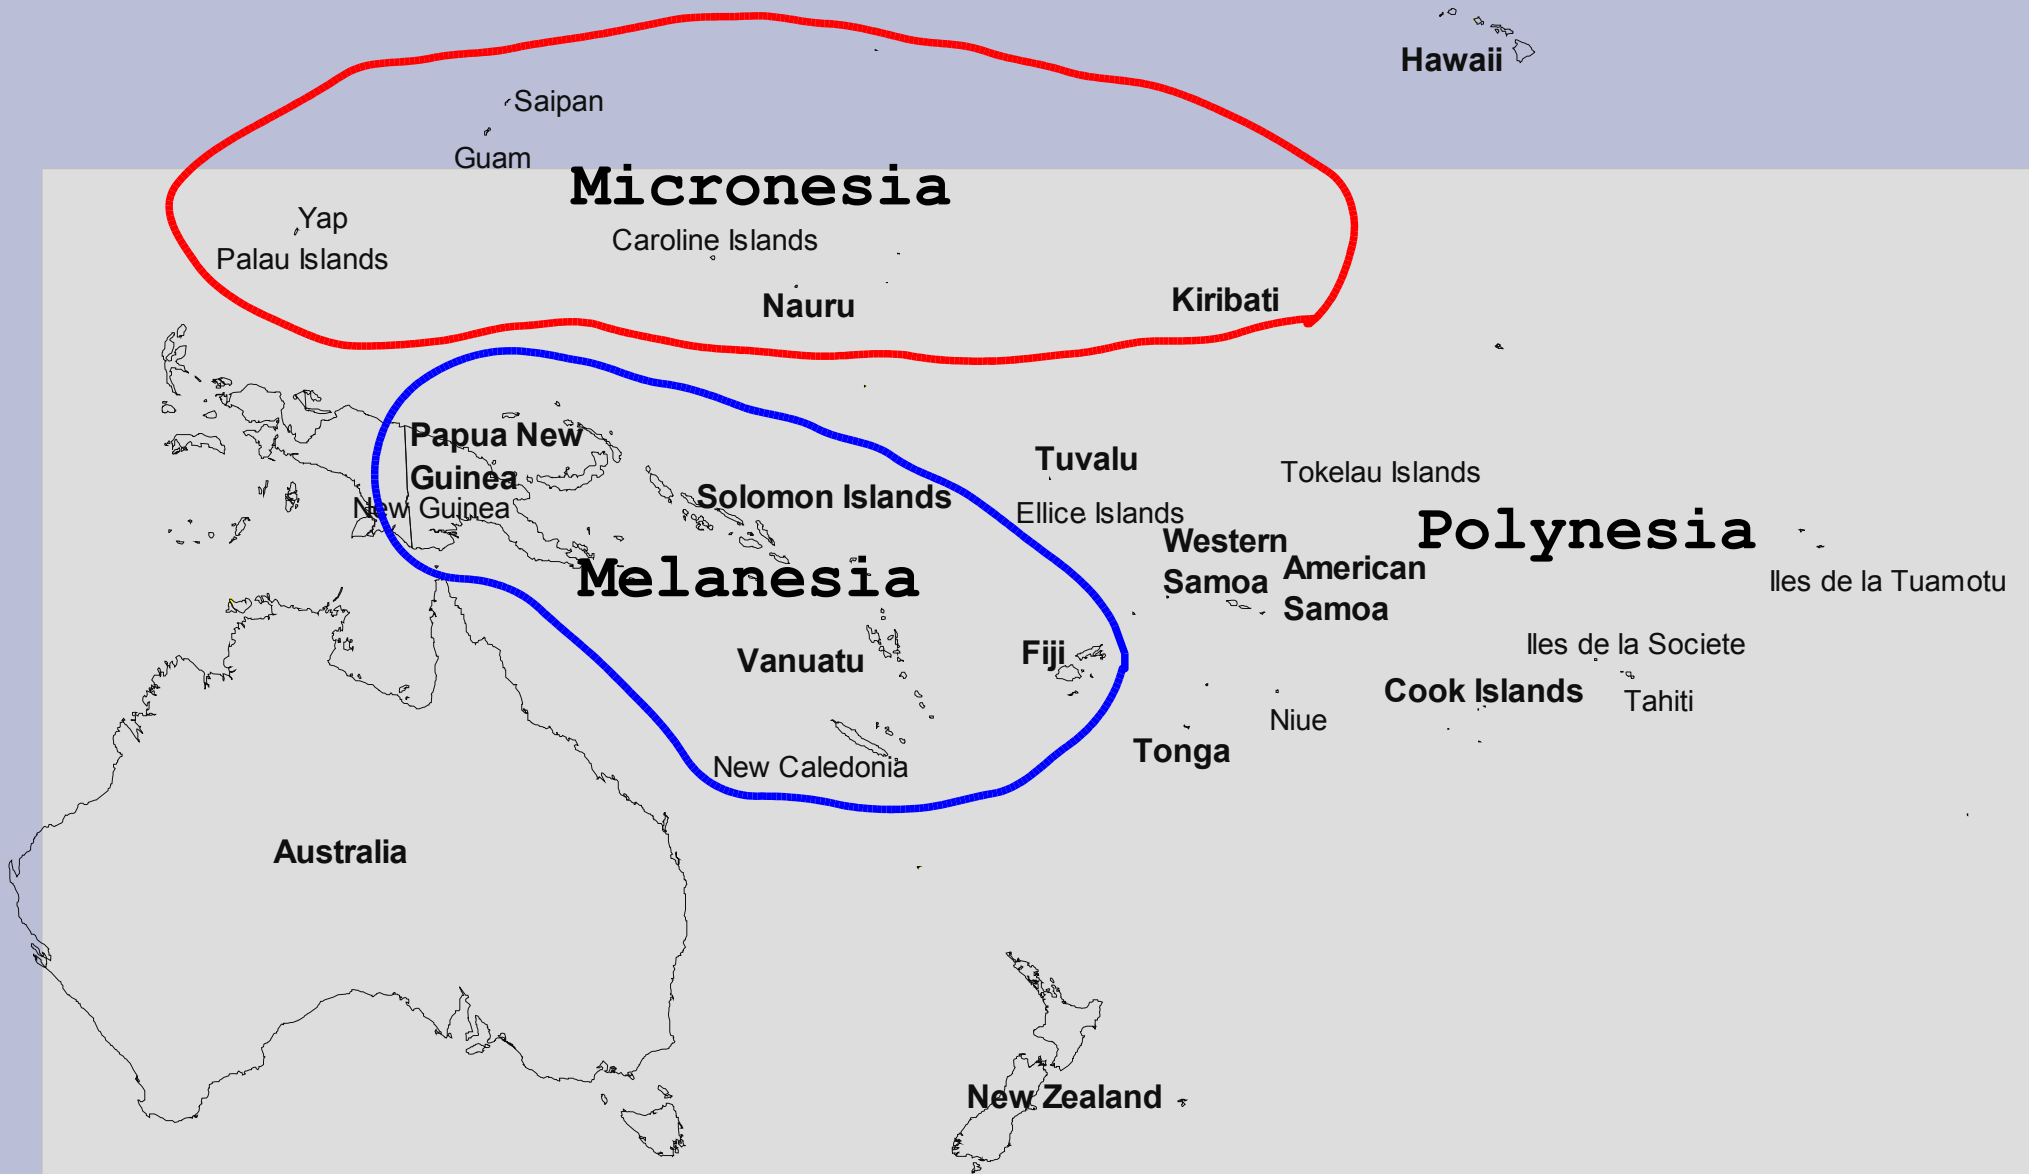 Hawaii
Saipan
Guam
Micronesia
Yap
Caroline Islands
Palau Islands
Nauru
Kiribati
Papua New
Guinea
New Guinea
Solomon Islands
Tuvalu
Tokelau Islands
Ellice Islands
Polynesia
Western
Samoa
American
Samoa
Melanesia
Iles de la Tuamotu
Vanuatu
Fiji
Iles de la Societe
Cook Islands
Tahiti
Niue
Tonga
New Caledonia
Australia
New Zealand